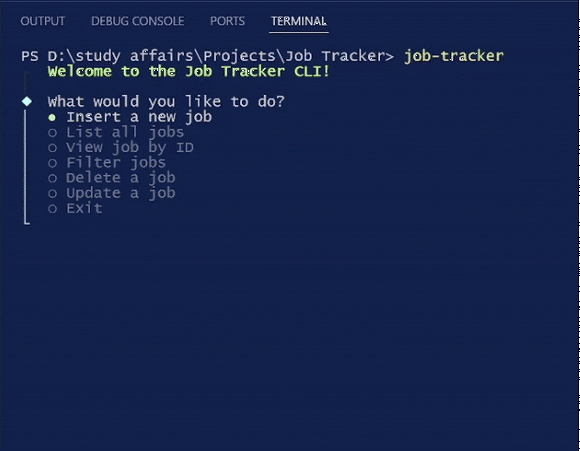 OUTPUT DEBUG CONSOLE PORTS TERMINAL
PS D:\study affairs\Projects\Job Tracker> job-tracker
Welcome to the Job Tracker CLI!
What would you like to do?
Insert a new job
List all jobs
View job by ID
Filter jobs
Delete a job
Update a job
Exit